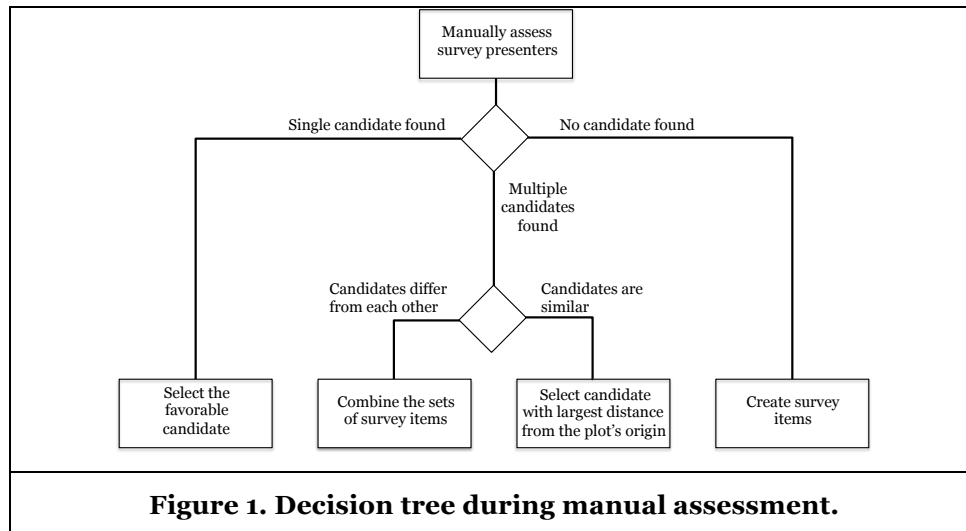 Manually assess
survey presenters
Single candidate found
No candidate found
Multiple
candidates
found
Candidates differ
from each other
Candidates are
similar
Select the
favorable
candidate
Combine the sets
of survey items
Select candidate
with largest distance
from the plot’s origin
Create survey
items
Figure 1. Decision tree during manual assessment.